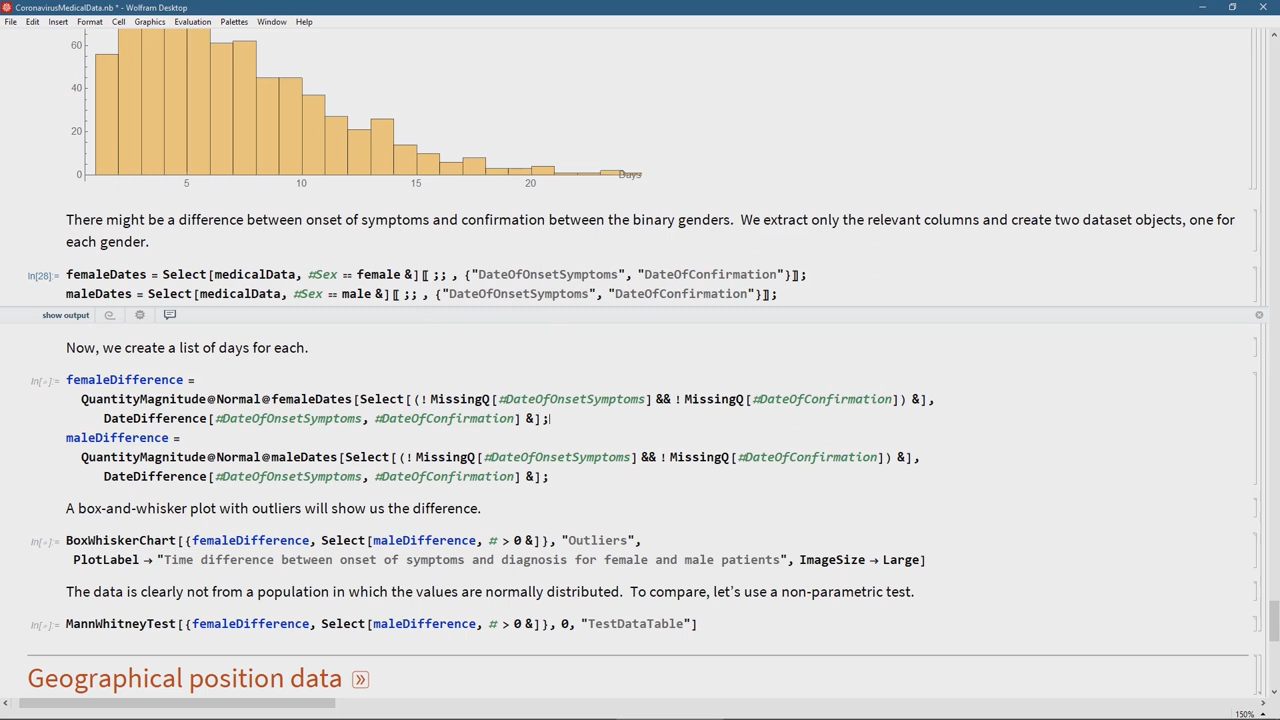 CoronavirusMedicalData.nb * - Wolfram Desktop
File Edit Insert Format Cell Graphics Evaluation Palettes Window Help
60
40
20
0
5 10 15 20 Days
There might be a difference between onset of symptoms and confirmation between the binary genders. We extract only the relevant columns and create two dataset objects, one for
each gender.
In[28]:= femaleDates = Select[medicalData, #Sex == female &]〚 ;; , {"DateOfOnsetSymptoms", "DateOfConfirmation"}〛;
maleDates = Select[medicalData, #Sex == male &]〚 ;; , {"DateOfOnsetSymptoms", "DateOfConfirmation"}〛;
show output
Now, we create a list of days for each.
In[∘]:= femaleDifference =
QuantityMagnitude@Normal@femaleDates[Select[(! MissingQ[#DateOfOnsetSymptoms] && ! MissingQ[#DateOfConfirmation]) &],
DateDifference[#DateOfOnsetSymptoms, #DateOfConfirmation] &];
maleDifference =
QuantityMagnitude@Normal@maleDates[Select[(! MissingQ[#DateOfOnsetSymptoms] && ! MissingQ[#DateOfConfirmation]) &],
DateDifference[#DateOfOnsetSymptoms, #DateOfConfirmation] &];
A box-and-whisker plot with outliers will show us the difference.
In[∘]:= BoxWhiskerChart[{femaleDifference, Select[maleDifference, # > 0 &]}, "Outliers",
PlotLabel → "Time difference between onset of symptoms and diagnosis for female and male patients", ImageSize → Large]
The data is clearly not from a population in which the values are normally distributed. To compare, let's use a non-parametric test.
In[∘]:= MannWhitneyTest[{femaleDifference, Select[maleDifference, # > 0 &]}, 0, "TestDataTable"]
Geographical position data »
150%